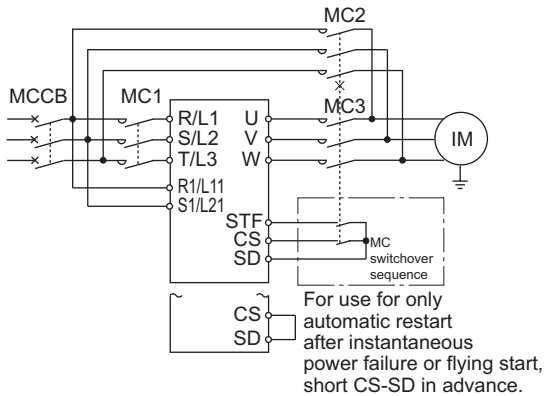 MC2
MCCB
MC1
MC3
R/L1
S/L2
T/L3
R1/L11
S1/L21
U
V
W
IM
STF
CS
SD
MC
switchover
sequence
CS
SD
For use for only
automatic restart
after instantaneous
power failure or flying start,
short CS-SD in advance.